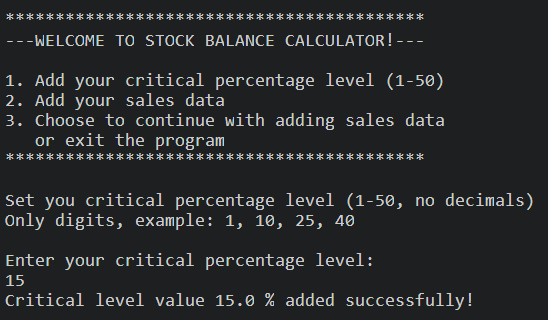 ******************************************
---WELCOME TO STOCK BALANCE CALCULATOR!---
1. Add your critical percentage level (1-50)
2. Add your sales data
3. Choose to continue with adding sales data
or exit the program
******************************************
Set you critical percentage level (1-50, no decimals)
Only digits, example: 1, 10, 25, 40
Enter your critical percentage level:
15
Critical level value 15.0 % added successfully!